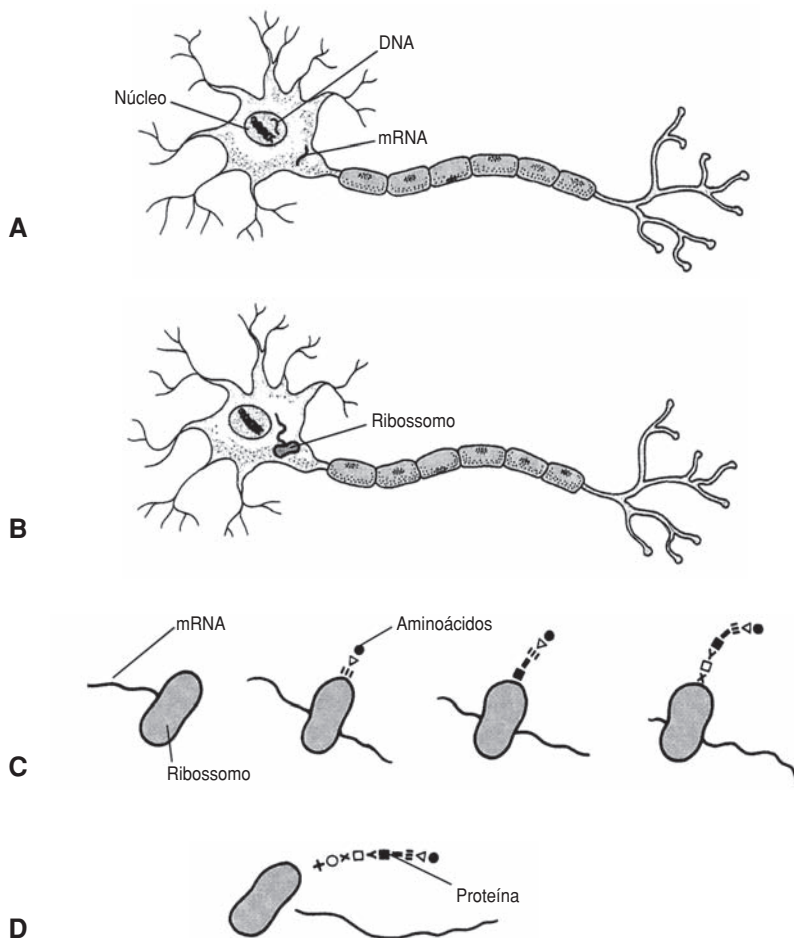 DNA
Núcleo
mRNA
A
Ribossomo
B
mRNA
Aminoácidos
Ribossomo
C
Proteína
D